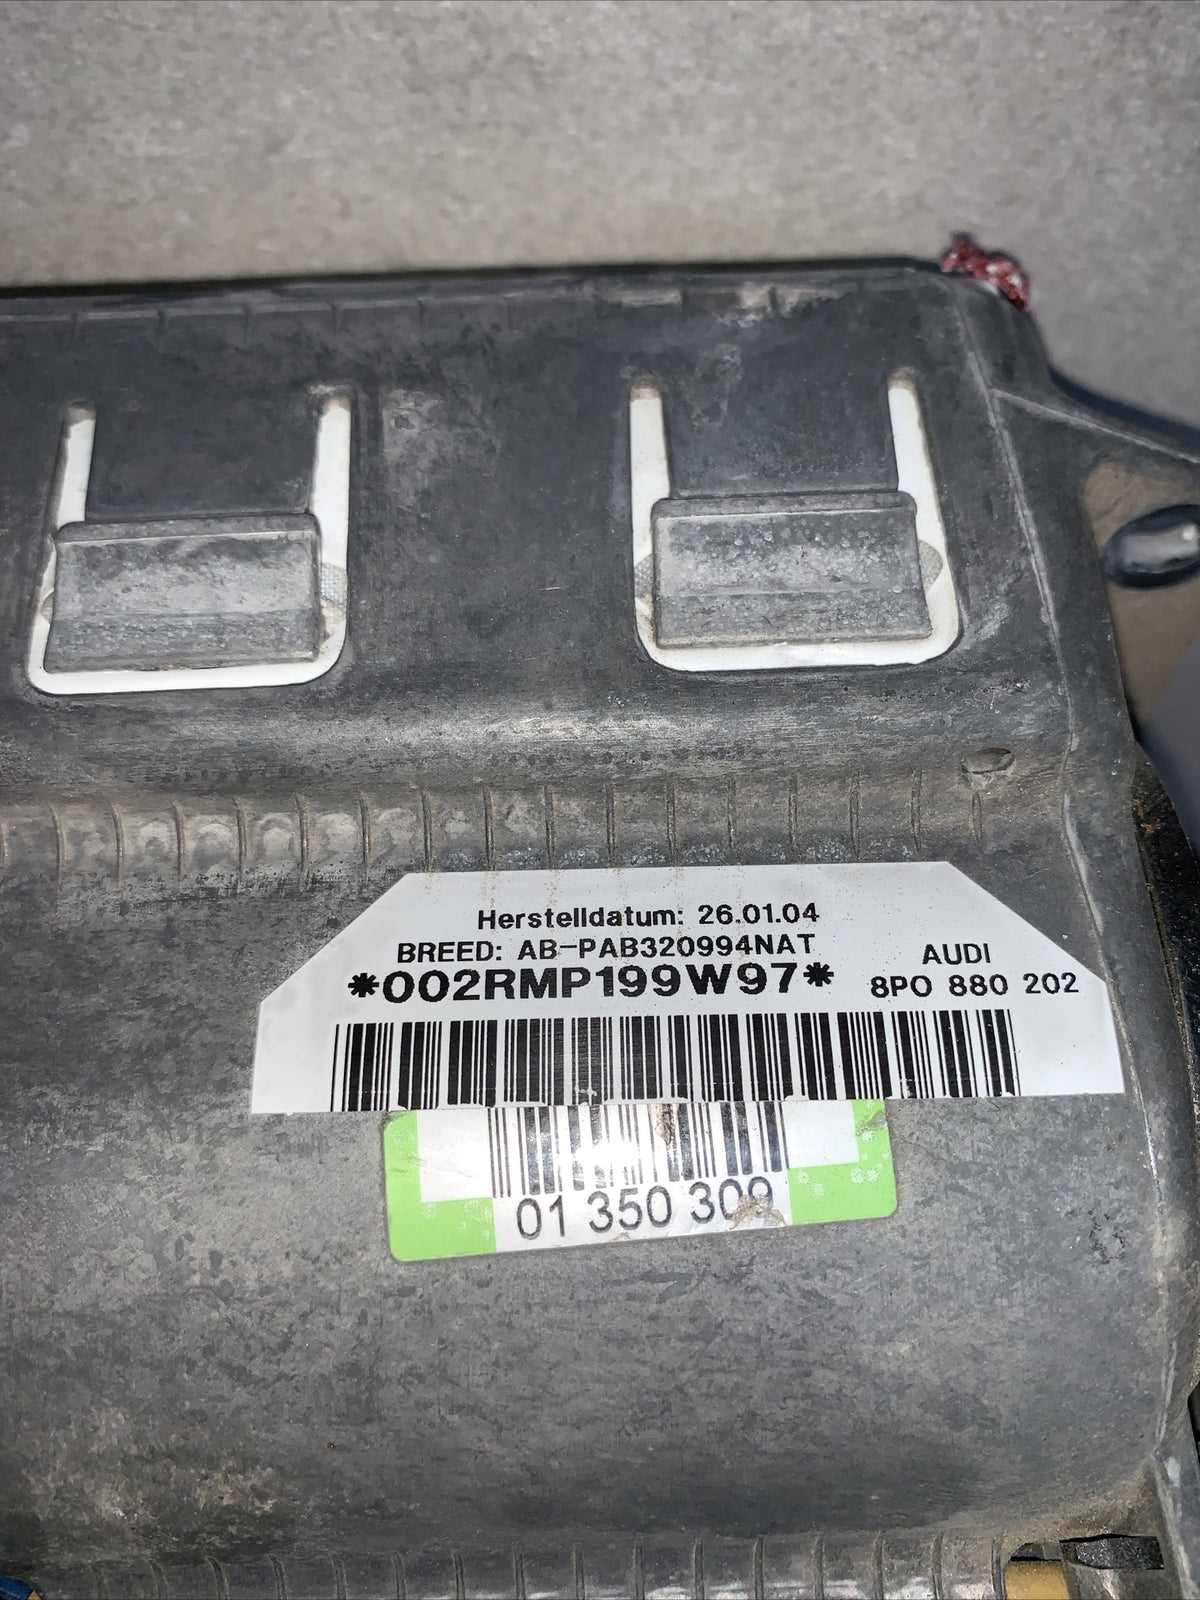 Herstelldatum: 26.01.04
BREED: AB-PAB320994NAT
*002RMP199W97*
AUDI
8P0 880 202
01 350 309